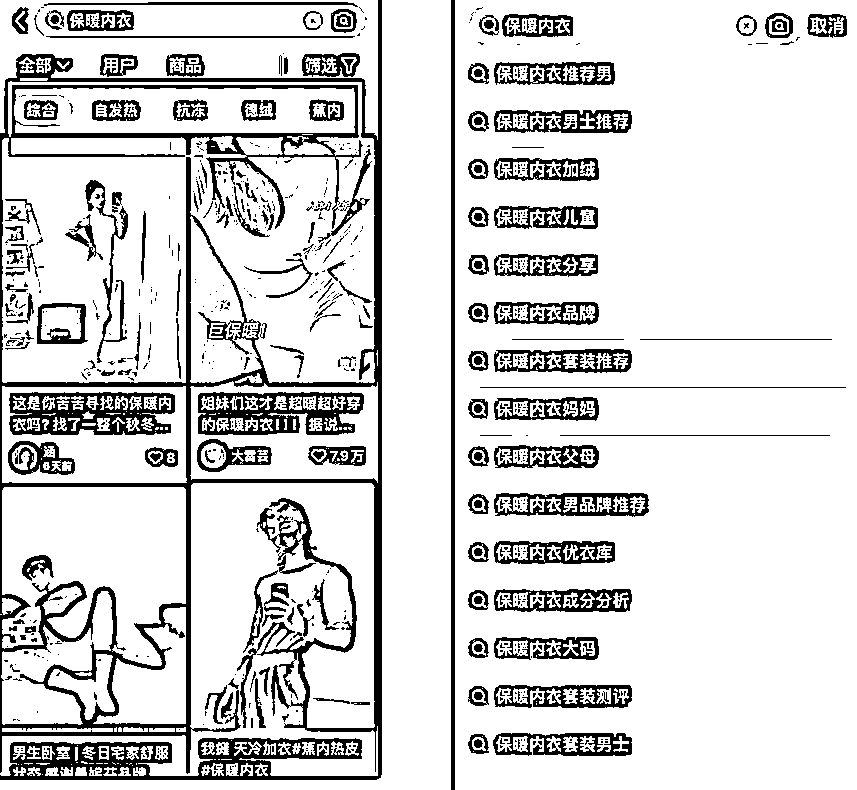 保暖内衣
全部 用户 商品 筛选
综合 自发热 抗冻 德绒 蕉内
巨保暖!
这是你苦苦寻找的保暖内
衣吗?找了一整个秋冬...
涵
6天前
8
姐妹们这才是超暖超好穿
的保暖内衣!!! 据说...
大富芸
7.9万
男生卧室|冬日宅家舒服
我赌 天冷加衣#蕉内热皮
#保暖内衣
保暖内衣 取消
保暖内衣推荐男
保暖内衣男士推荐
保暖内衣加绒
保暖内衣儿童
保暖内衣分享
保暖内衣品牌
保暖内衣套装推荐
保暖内衣妈妈
保暖内衣父母
保暖内衣男品牌推荐
保暖内衣优衣库
保暖内衣成分分析
保暖内衣大码
保暖内衣套装测评
保暖内衣套装男士